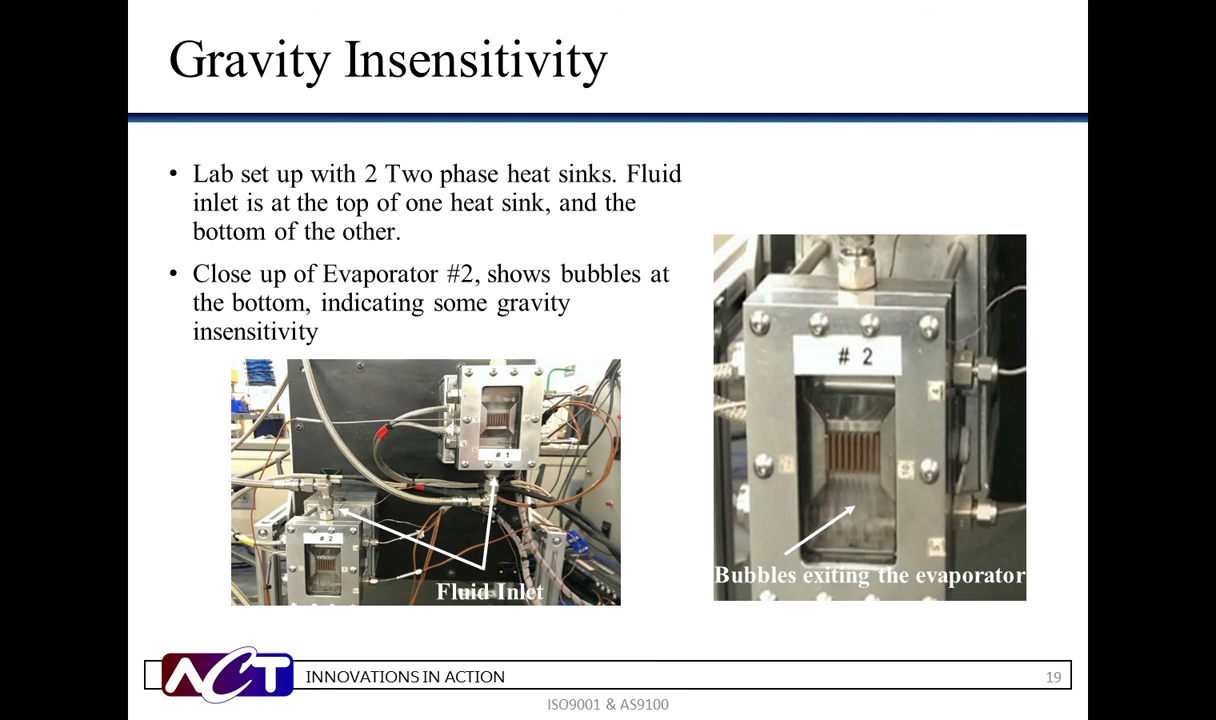 Gravity Insensitivity
• Lab set up with 2 Two phase heat sinks. Fluid
inlet is at the top of one heat sink, and the
bottom of the other.
• Close up of Evaporator #2, shows bubbles at
the bottom, indicating some gravity
insensitivity
# 1
# 2
Fluid Inlet
# 2
Bubbles exiting the evaporator
ACT
INNOVATIONS IN ACTION
19
ISO9001 & AS9100